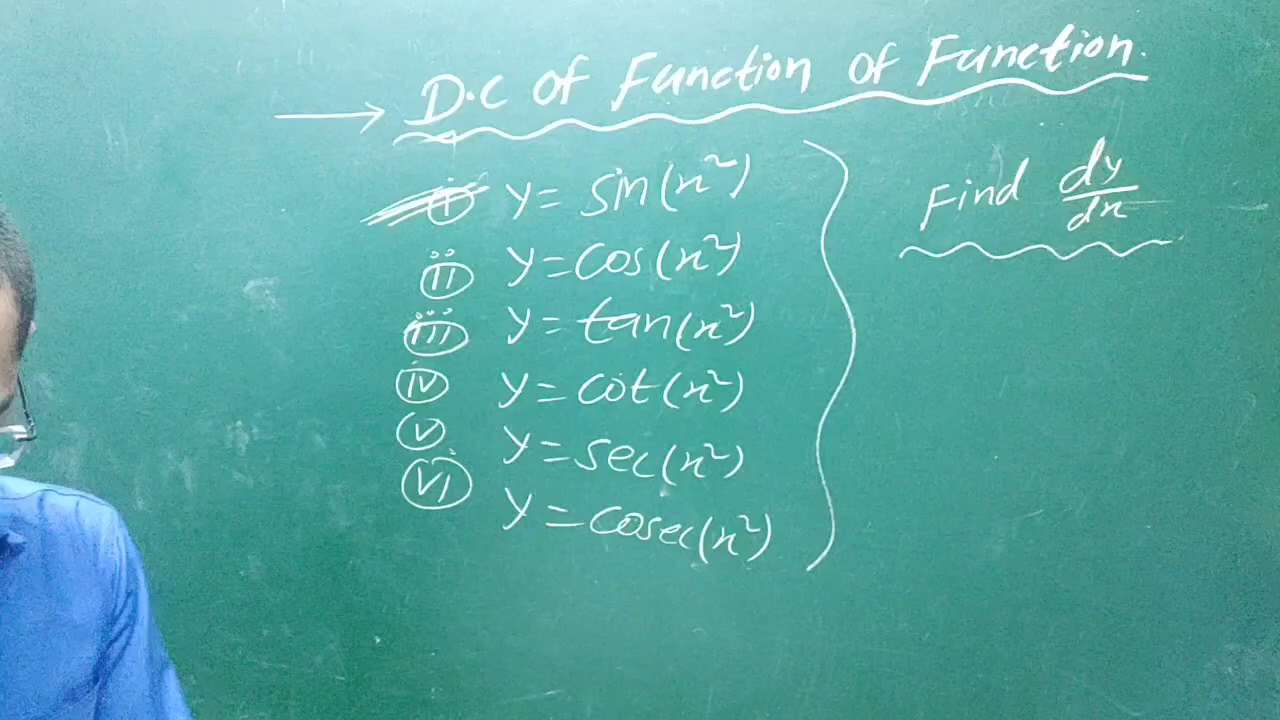 → D.C of Function of Function.
(i) y = sin(x²)
(ii) y = cos(x²)
(iii) y = tan(x²)
(iv) y = cot(x²)
(v) y = sec(x²)
(vi) y = cosec(x²)
Find dy/dx